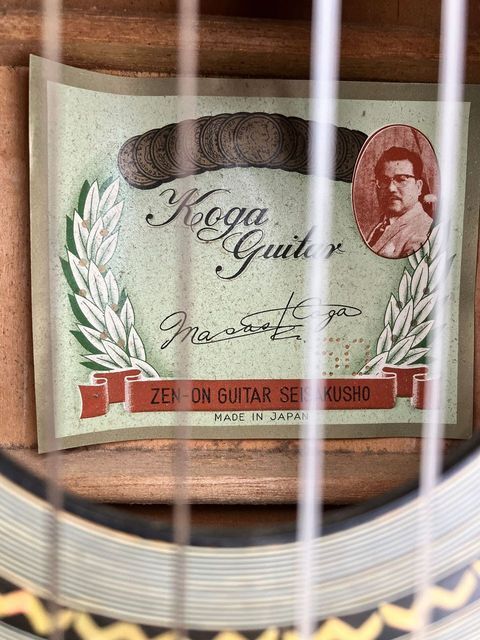 Koga
Guitar
Masao Koga
ZEN-ON GUITAR SEISAKUSHO
MADE IN JAPAN